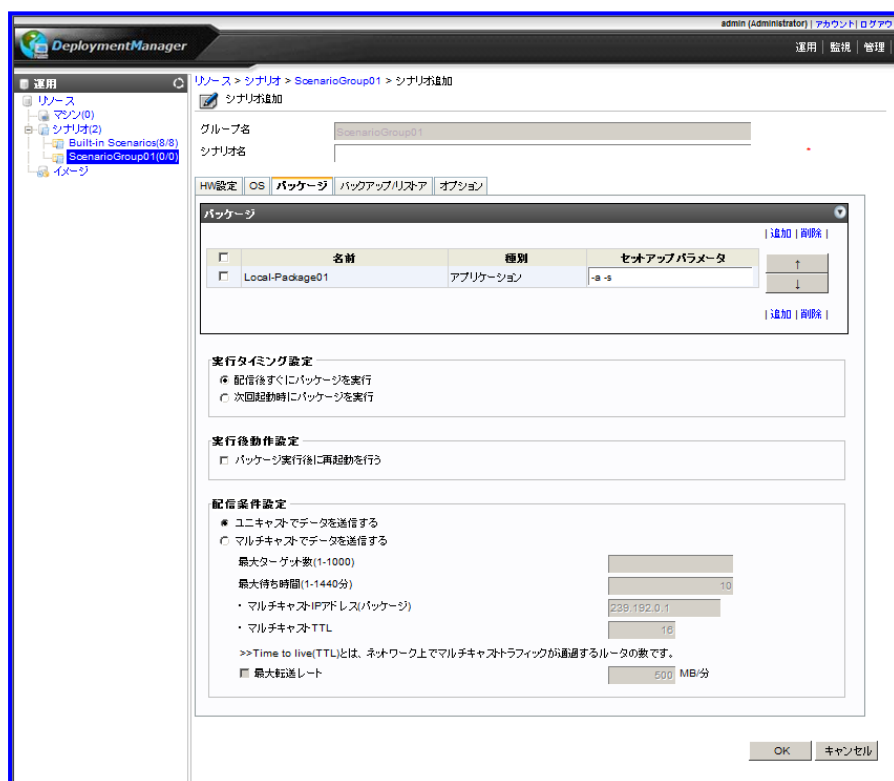 admin (Administrator) | アカウント | ログアウ
DeploymentManager
運用 | 監視 | 管理 |
運用
リソース
マシン(0)
シナリオ(2)
Built-in Scenarios(8/8)
ScenarioGroup01(0/0)
イメージ
リソース > シナリオ > ScenarioGroup01 > シナリオ追加
シナリオ追加
グループ名 ScenarioGroup01
シナリオ名 *
HW設定 OS パッケージ バックアップ/リストア オプション
パッケージ
| 追加 | 削除 |
名前 種別 セットアップパラメータ
Local-Package01 アプリケーション -a -s
↑
↓
| 追加 | 削除 |
実行タイミング設定
配信後すぐにパッケージを実行
次回起動時にパッケージを実行
実行後動作設定
パッケージ実行後に再起動を行う
配信条件設定
ユニキャストでデータを送信する
マルチキャストでデータを送信する
最大ターゲット数(1-1000)
最大待ち時間(1-1440分) 10
・ マルチキャストIPアドレス(パッケージ) 239.192.0.1
・ マルチキャストTTL 16
>>Time to live(TTL)とは、ネットワーク上でマルチキャストトラフィックが通過するルータの数です。
最大転送レート 500 MB/分
OK キャンセル